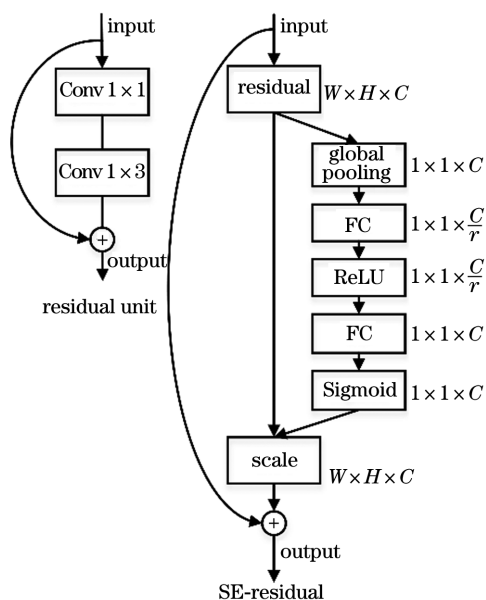 input
Conv 1 × 1
Conv 1 × 3
+
output
residual unit
input
residual
W × H × C
global
pooling
1 × 1 × C
FC
1 × 1 × C/r
ReLU
1 × 1 × C/r
FC
1 × 1 × C
Sigmoid
1 × 1 × C
scale
W × H × C
+
output
SE-residual